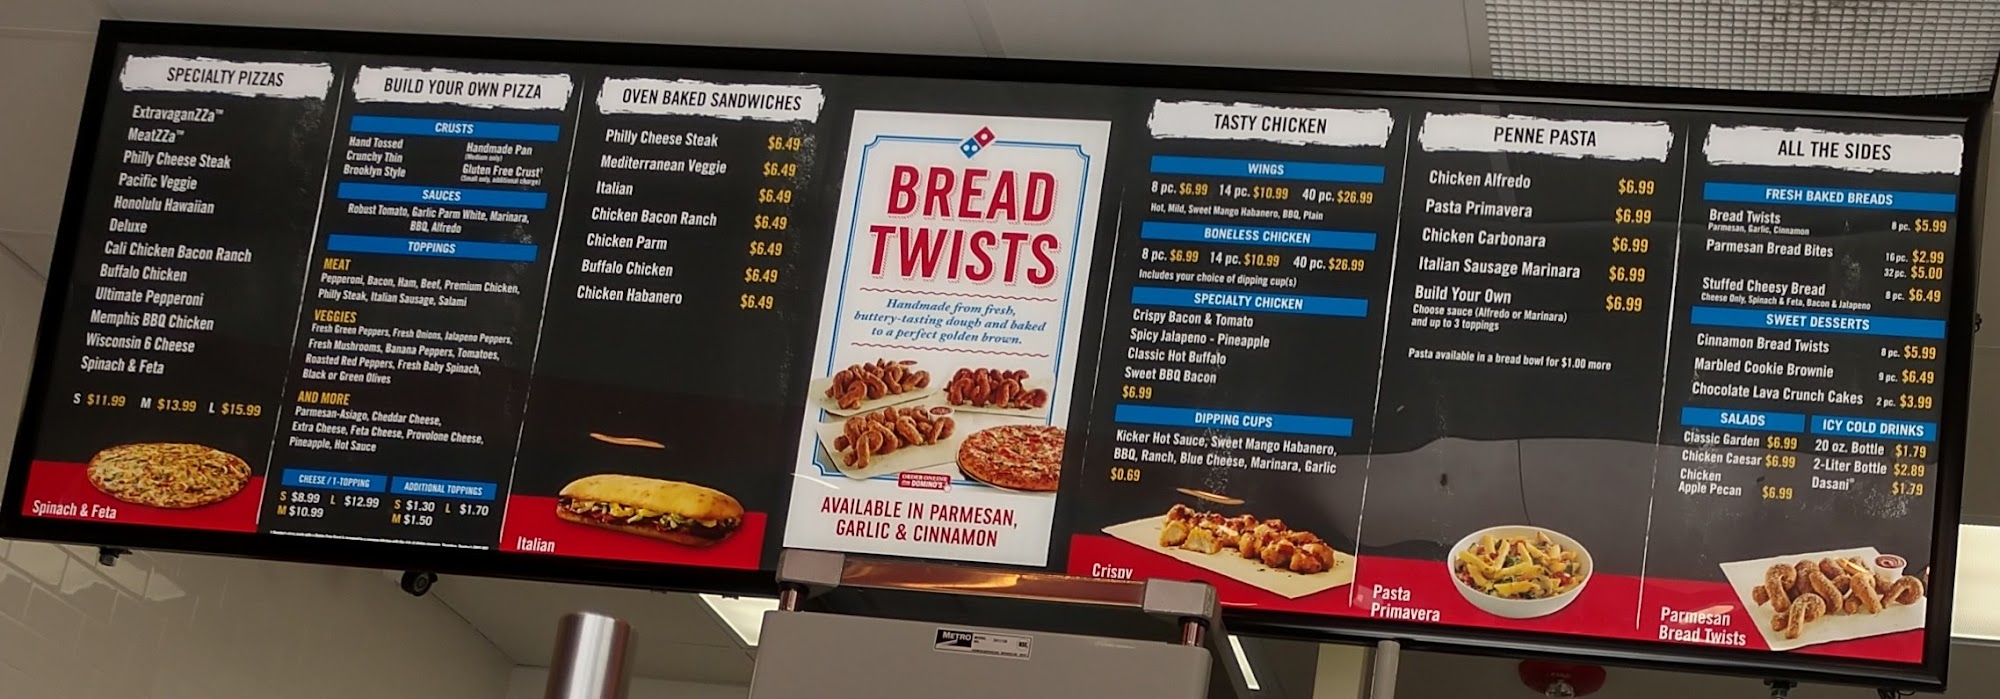 SPECIALTY PIZZAS
ExtravaganZZa™
MeatZZa™
Philly Cheese Steak
Pacific Veggie
Honolulu Hawaiian
Deluxe
Cali Chicken Bacon Ranch
Buffalo Chicken
Ultimate Pepperoni
Memphis BBQ Chicken
Wisconsin 6 Cheese
Spinach & Feta
S $11.99 M $13.99 L $15.99
Spinach & Feta
BUILD YOUR OWN PIZZA
CRUSTS
Hand Tossed
Crunchy Thin
Brooklyn Style
Handmade Pan
(Medium only)
Gluten Free Crust†
(Small only, additional charge)
SAUCES
Robust Tomato, Garlic Parm White, Marinara,
BBQ, Alfredo
TOPPINGS
MEAT
Pepperoni, Bacon, Ham, Beef, Premium Chicken,
Philly Steak, Italian Sausage, Salami
VEGGIES
Fresh Green Peppers, Fresh Onions, Jalapeno Peppers,
Fresh Mushrooms, Banana Peppers, Tomatoes,
Roasted Red Peppers, Fresh Baby Spinach,
Black or Green Olives
AND MORE
Parmesan-Asiago, Cheddar Cheese,
Extra Cheese, Feta Cheese, Provolone Cheese,
Pineapple, Hot Sauce
CHEESE / 1-TOPPING
S $8.99 L $12.99
M $10.99
ADDITIONAL TOPPINGS
S $1.30 L $1.70
M $1.50
OVEN BAKED SANDWICHES
Philly Cheese Steak $6.49
Mediterranean Veggie $6.49
Italian $6.49
Chicken Bacon Ranch $6.49
Chicken Parm $6.49
Buffalo Chicken $6.49
Chicken Habanero $6.49
Italian
BREAD
TWISTS
Handmade from fresh,
buttery-tasting dough and baked
to a perfect golden brown.
ORDER ONLINE
DOMINO'S
AVAILABLE IN PARMESAN,
GARLIC & CINNAMON
TASTY CHICKEN
WINGS
8 pc. $6.99 14 pc. $10.99 40 pc. $26.99
Hot, Mild, Sweet Mango Habanero, BBQ, Plain
BONELESS CHICKEN
8 pc. $6.99 14 pc. $10.99 40 pc. $26.99
Includes your choice of dipping cup(s)
SPECIALTY CHICKEN
Crispy Bacon & Tomato
Spicy Jalapeno - Pineapple
Classic Hot Buffalo
Sweet BBQ Bacon
$6.99
DIPPING CUPS
Kicker Hot Sauce, Sweet Mango Habanero,
BBQ, Ranch, Blue Cheese, Marinara, Garlic
$0.69
Crispy
PENNE PASTA
Chicken Alfredo $6.99
Pasta Primavera $6.99
Chicken Carbonara $6.99
Italian Sausage Marinara $6.99
Build Your Own $6.99
Choose sauce (Alfredo or Marinara)
and up to 3 toppings
Pasta available in a bread bowl for $1.00 more
Pasta
Primavera
ALL THE SIDES
FRESH BAKED BREADS
Bread Twists 8 pc. $5.99
Parmesan, Garlic, Cinnamon
Parmesan Bread Bites 16 pc. $2.99
32 pc. $5.00
Stuffed Cheesy Bread 8 pc. $6.49
Cheese Only, Spinach & Feta, Bacon & Jalapeno
SWEET DESSERTS
Cinnamon Bread Twists 8 pc. $5.99
Marbled Cookie Brownie 9 pc. $6.49
Chocolate Lava Crunch Cakes 2 pc. $3.99
SALADS
Classic Garden $6.99
Chicken Caesar $6.99
Chicken
Apple Pecan $6.99
ICY COLD DRINKS
20 oz. Bottle $1.79
2-Liter Bottle $2.89
Dasani® $1.79
Parmesan
Bread Twists
METRO